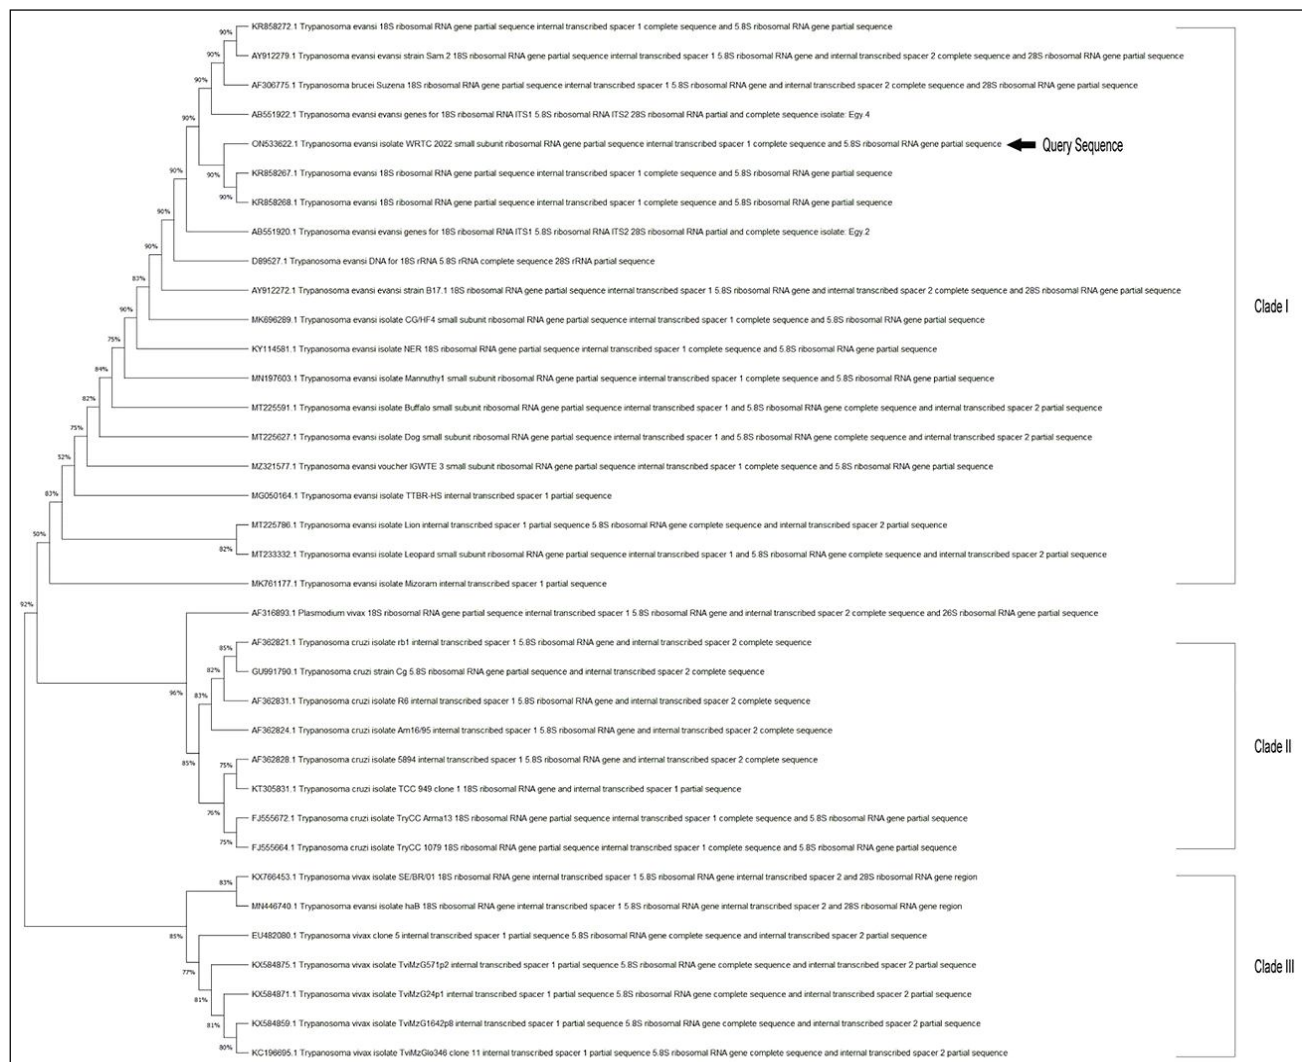 KR858272.1 Trypanosoma evansi 18S ribosomal RNA gene partial sequence internal transcribed spacer 1 complete sequence and 5.8S ribosomal RNA gene partial sequence
90%
AY912279.1 Trypanosoma evansi evansi strain Sam.2 18S ribosomal RNA gene partial sequence internal transcribed spacer 1 5.8S ribosomal RNA gene and internal transcribed spacer 2 complete sequence and 28S ribosomal RNA gene partial sequence
90%
AF306775.1 Trypanosoma brucei Suzena 18S ribosomal RNA gene partial sequence internal transcribed spacer 1 5.8S ribosomal RNA gene and internal transcribed spacer 2 complete sequence and 28S ribosomal RNA gene partial sequence
90%
AB551922.1 Trypanosoma evansi evansi genes for 18S ribosomal RNA ITS1 5.8S ribosomal RNA ITS2 28S ribosomal RNA partial and complete sequence isolate: Egy.4
90%
ON533622.1 Trypanosoma evansi isolate WRTC 2022 small subunit ribosomal RNA gene partial sequence internal transcribed spacer 1 complete sequence and 5.8S ribosomal RNA gene partial sequence Query Sequence
90%
KR858267.1 Trypanosoma evansi 18S ribosomal RNA gene partial sequence internal transcribed spacer 1 complete sequence and 5.8S ribosomal RNA gene partial sequence
90%
90%
KR858268.1 Trypanosoma evansi 18S ribosomal RNA gene partial sequence internal transcribed spacer 1 complete sequence and 5.8S ribosomal RNA gene partial sequence
90%
AB551920.1 Trypanosoma evansi evansi genes for 18S ribosomal RNA ITS1 5.8S ribosomal RNA ITS2 28S ribosomal RNA partial and complete sequence isolate: Egy.2
90%
D89527.1 Trypanosoma evansi DNA for 18S rRNA 5.8S rRNA complete sequence 28S rRNA partial sequence
83%
AY912272.1 Trypanosoma evansi evansi strain B17.1 18S ribosomal RNA gene partial sequence internal transcribed spacer 1 5.8S ribosomal RNA gene and internal transcribed spacer 2 complete sequence and 28S ribosomal RNA gene partial sequence
Clade I
90%
MK696289.1 Trypanosoma evansi isolate CG/HF4 small subunit ribosomal RNA gene partial sequence internal transcribed spacer 1 complete sequence and 5.8S ribosomal RNA gene partial sequence
75%
KY114581.1 Trypanosoma evansi isolate NER 18S ribosomal RNA gene partial sequence internal transcribed spacer 1 complete sequence and 5.8S ribosomal RNA gene partial sequence
84%
MN197603.1 Trypanosoma evansi isolate Mannuthy1 small subunit ribosomal RNA gene partial sequence internal transcribed spacer 1 complete sequence and 5.8S ribosomal RNA gene partial sequence
82%
MT225591.1 Trypanosoma evansi isolate Buffalo small subunit ribosomal RNA gene partial sequence internal transcribed spacer 1 and 5.8S ribosomal RNA gene complete sequence and internal transcribed spacer 2 partial sequence
75%
MT225627.1 Trypanosoma evansi isolate Dog small subunit ribosomal RNA gene partial sequence internal transcribed spacer 1 and 5.8S ribosomal RNA gene complete sequence and internal transcribed spacer 2 partial sequence
52%
MZ321577.1 Trypanosoma evansi voucher IGWTE 3 small subunit ribosomal RNA gene partial sequence internal transcribed spacer 1 complete sequence and 5.8S ribosomal RNA gene partial sequence
83%
MG050164.1 Trypanosoma evansi isolate TTBR-HS internal transcribed spacer 1 partial sequence
MT225786.1 Trypanosoma evansi isolate Lion internal transcribed spacer 1 partial sequence 5.8S ribosomal RNA gene complete sequence and internal transcribed spacer 2 partial sequence
50%
82%
MT233332.1 Trypanosoma evansi isolate Leopard small subunit ribosomal RNA gene partial sequence internal transcribed spacer 1 and 5.8S ribosomal RNA gene complete sequence and internal transcribed spacer 2 partial sequence
MK761177.1 Trypanosoma evansi isolate Mizoram internal transcribed spacer 1 partial sequence
92%
AF316893.1 Plasmodium vivax 18S ribosomal RNA gene partial sequence internal transcribed spacer 1 5.8S ribosomal RNA gene and internal transcribed spacer 2 complete sequence and 26S ribosomal RNA gene partial sequence
AF362821.1 Trypanosoma cruzi isolate rb1 internal transcribed spacer 1 5.8S ribosomal RNA gene and internal transcribed spacer 2 complete sequence
85%
GU991790.1 Trypanosoma cruzi strain Cg 5.8S ribosomal RNA gene partial sequence and internal transcribed spacer 2 complete sequence
82%
96%
83%
AF362831.1 Trypanosoma cruzi isolate R6 internal transcribed spacer 1 5.8S ribosomal RNA gene and internal transcribed spacer 2 complete sequence
AF362824.1 Trypanosoma cruzi isolate Am16/95 internal transcribed spacer 1 5.8S ribosomal RNA gene and internal transcribed spacer 2 complete sequence
Clade II
85%
75%
AF362828.1 Trypanosoma cruzi isolate 5894 internal transcribed spacer 1 5.8S ribosomal RNA gene and internal transcribed spacer 2 complete sequence
KT305831.1 Trypanosoma cruzi isolate TCC 949 clone 1 18S ribosomal RNA gene and internal transcribed spacer 1 partial sequence
76%
FJ555672.1 Trypanosoma cruzi isolate TryCC Arma13 18S ribosomal RNA gene partial sequence internal transcribed spacer 1 complete sequence and 5.8S ribosomal RNA gene partial sequence
75%
FJ555664.1 Trypanosoma cruzi isolate TryCC 1079 18S ribosomal RNA gene partial sequence internal transcribed spacer 1 complete sequence and 5.8S ribosomal RNA gene partial sequence
KX766453.1 Trypanosoma vivax isolate SE/BR/01 18S ribosomal RNA gene internal transcribed spacer 1 5.8S ribosomal RNA gene internal transcribed spacer 2 and 28S ribosomal RNA gene region
83%
MN446740.1 Trypanosoma evansi isolate haB 18S ribosomal RNA gene internal transcribed spacer 1 5.8S ribosomal RNA gene internal transcribed spacer 2 and 28S ribosomal RNA gene region
85%
EU482080.1 Trypanosoma vivax clone 5 internal transcribed spacer 1 partial sequence 5.8S ribosomal RNA gene complete sequence and internal transcribed spacer 2 partial sequence
77%
KX584875.1 Trypanosoma vivax isolate TviMzG571p2 internal transcribed spacer 1 partial sequence 5.8S ribosomal RNA gene complete sequence and internal transcribed spacer 2 partial sequence
Clade III
81%
KX584871.1 Trypanosoma vivax isolate TviMzG24p1 internal transcribed spacer 1 partial sequence 5.8S ribosomal RNA gene complete sequence and internal transcribed spacer 2 partial sequence
81%
KX584859.1 Trypanosoma vivax isolate TviMzG1642p8 internal transcribed spacer 1 partial sequence 5.8S ribosomal RNA gene complete sequence and internal transcribed spacer 2 partial sequence
80%
KC196695.1 Trypanosoma vivax isolate TviMzGlo346 clone 11 internal transcribed spacer 1 partial sequence 5.8S ribosomal RNA gene complete sequence and internal transcribed spacer 2 partial sequence